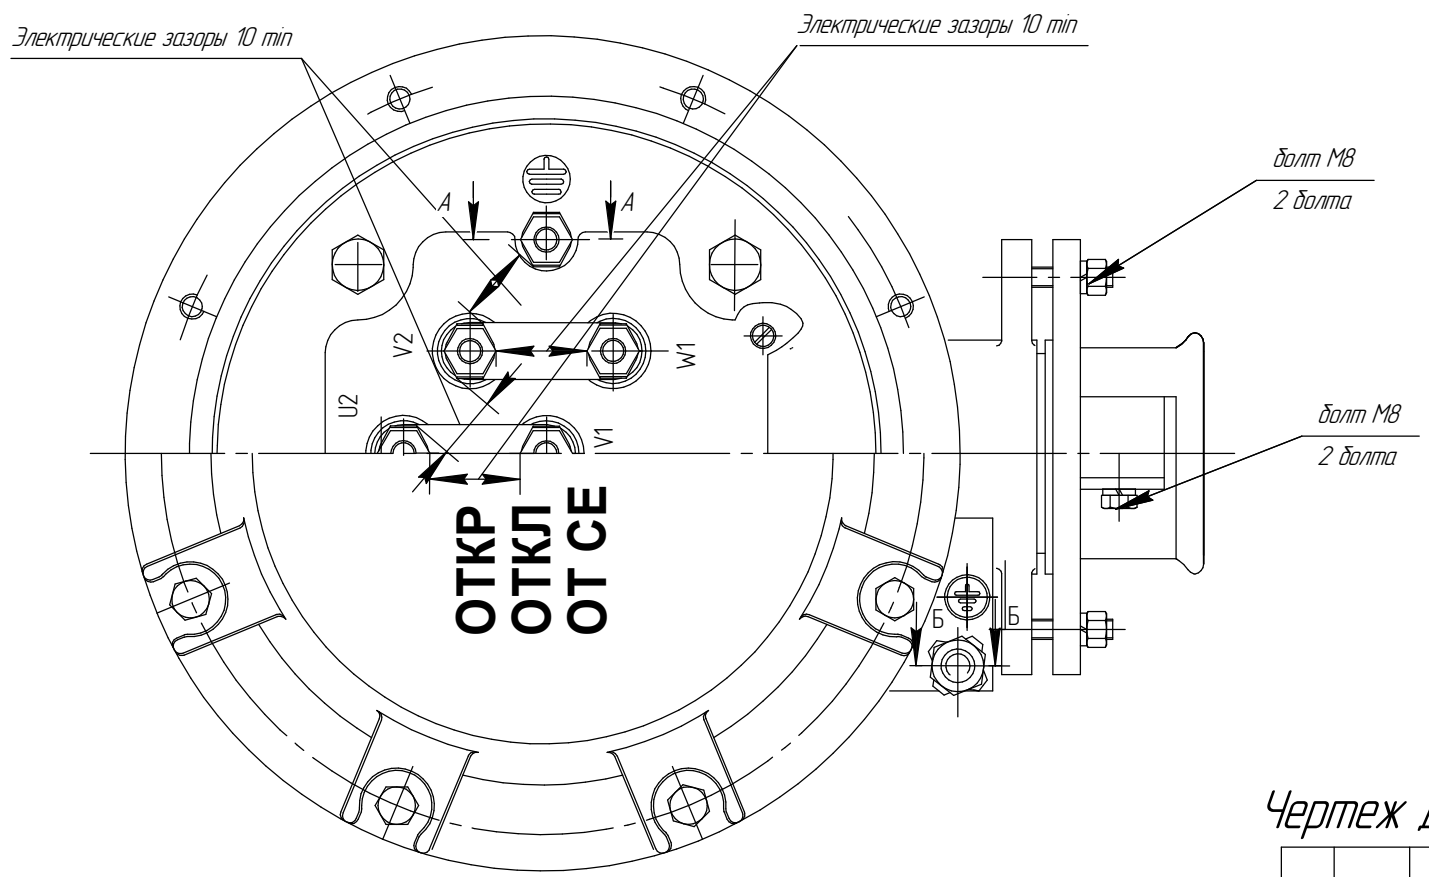 Электрические зазоры 10 min
Электрические зазоры 10 min
болт М8
2 болта
А
А
V2
W1
U2
V1
болт М8
2 болта
ОТКР
ОТКЛ
ОТ СЕ
Б
Б
Чертеж